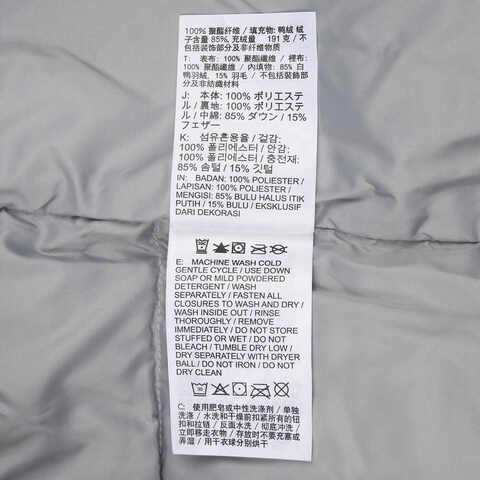 100% 聚酯纤维 / 填充物: 鸭绒 绒
子含量 85%, 充绒量 191 克 / 不
包括装饰部分及非纤维物质
T: 表布: 100% 聚酯纖維 / 裡布:
100% 聚酯纖維 / 內填物: 85% 白
鴨羽絨, 15% 羽毛 / 不包括裝飾部
分及非紡織材料
J: 本体: 100% ポリエステ
ル / 裏地: 100% ポリエステ
ル / 中綿: 85% ダウン / 15%
フェザー
K: 섬유혼용율 / 겉감:
100% 폴리에스터 / 안감:
100% 폴리에스터 / 충전재:
85% 솜털 / 15% 깃털
IN: BADAN: 100% POLIESTER /
LAPISAN: 100% POLIESTER /
MENGISI: 85% BULU HALUS ITIK
PUTIH / 15% BULU / EKSKLUSIF
DARI DEKORASI
E: MACHINE WASH COLD
GENTLE CYCLE / USE DOWN
SOAP OR MILD POWDERED
DETERGENT / WASH
SEPARATELY / FASTEN ALL
CLOSURES TO WASH AND DRY /
WASH INSIDE OUT / RINSE
THOROUGHLY / REMOVE
IMMEDIATELY / DO NOT STORE
STUFFED OR WET / DO NOT
BLEACH / TUMBLE DRY LOW /
DRY SEPARATELY WITH DRYER
BALL / DO NOT IRON / DO NOT
DRY CLEAN
C: 使用肥皂或中性洗涤剂 / 单独
洗涤 / 水洗和干燥前扣紧所有的钮
扣和拉链 / 反面水洗 / 彻底冲洗 /
立即移走衣物 / 存放时不要充塞或
弄湿 / 用干衣球分别烘干